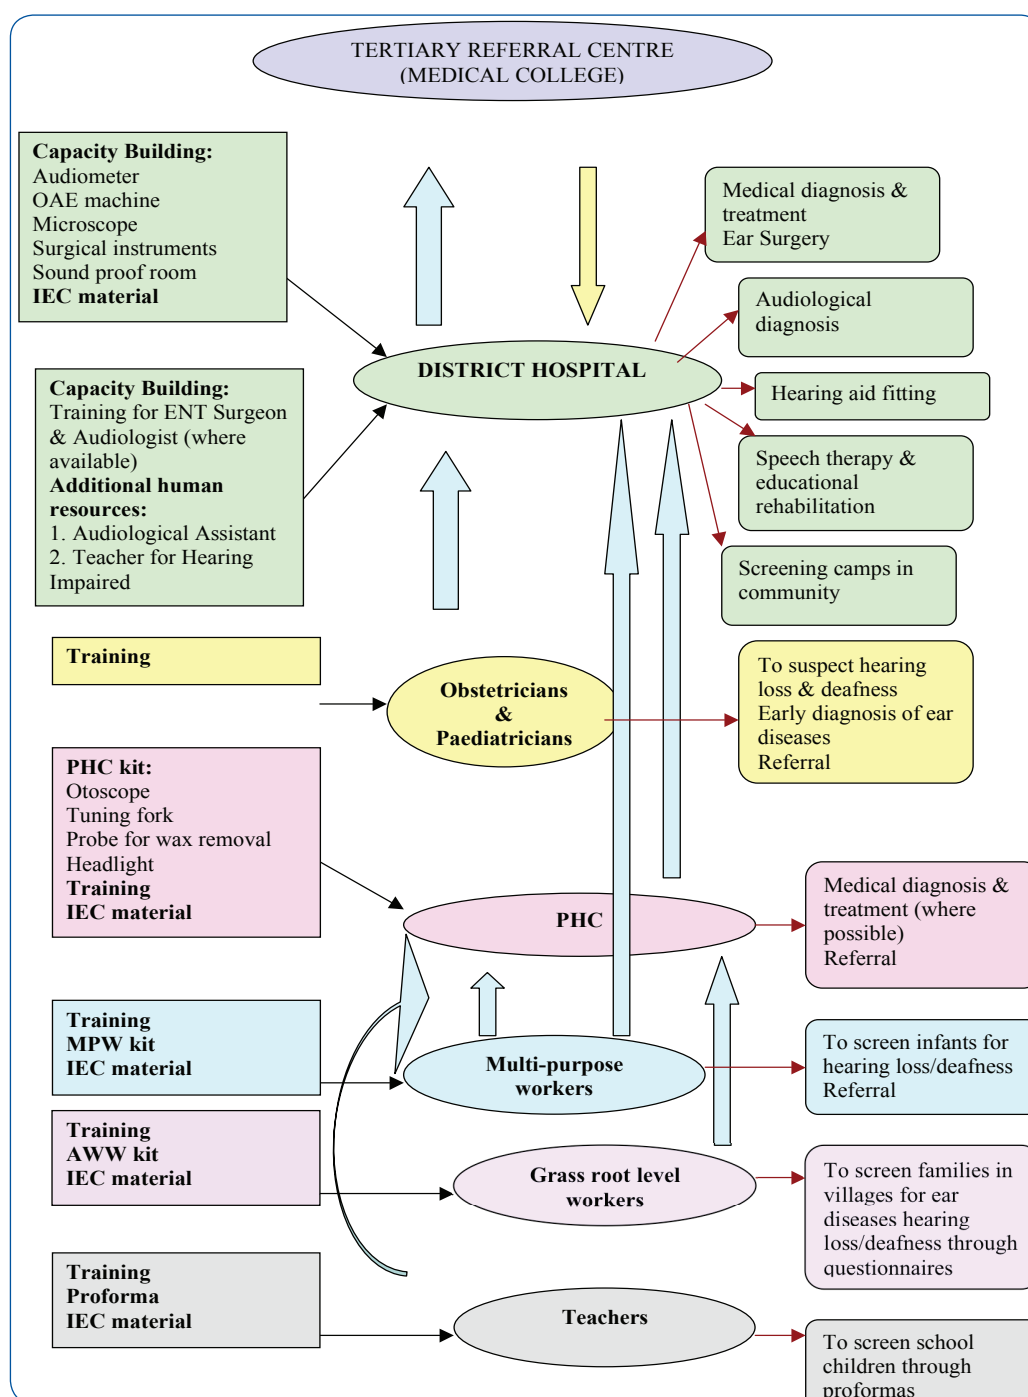 TERTIARY REFERRAL CENTRE
(MEDICAL COLLEGE)
Capacity Building:
Audiometer
OAE machine
Microscope
Surgical instruments
Sound proof room
IEC material
Medical diagnosis &
treatment
Ear Surgery
Audiological
diagnosis
DISTRICT HOSPITAL
Hearing aid fitting
Capacity Building:
Training for ENT Surgeon
& Audiologist (where
available)
Additional human
resources:
1. Audiological Assistant
2. Teacher for Hearing
Impaired
Speech therapy &
educational
rehabilitation
Screening camps in
community
Training
Obstetricians
&
Paediatricians
To suspect hearing
loss & deafness
Early diagnosis of ear
diseases
Referral
PHC kit:
Otoscope
Tuning fork
Probe for wax removal
Headlight
Training
IEC material
PHC
Medical diagnosis &
treatment (where
possible)
Referral
Training
MPW kit
IEC material
Multi-purpose
workers
To screen infants for
hearing loss/deafness
Referral
Training
AWW kit
IEC material
Grass root level
workers
To screen families in
villages for ear
diseases hearing
loss/deafness through
questionnaires
Training
Proforma
IEC material
Teachers
To screen school
children through
proformas